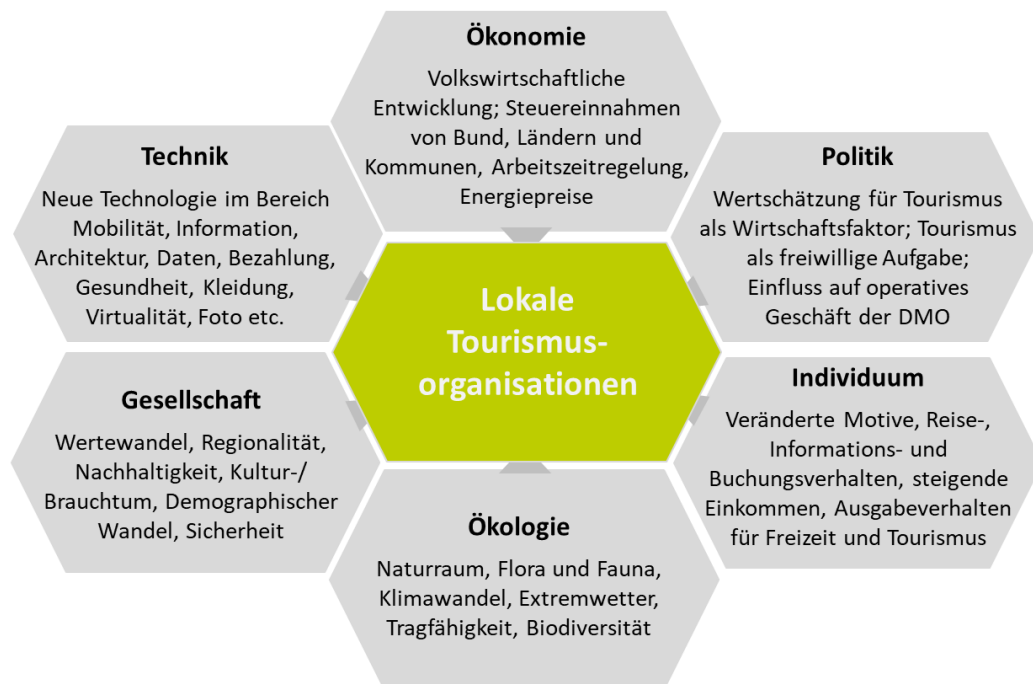 Ökonomie
Volkswirtschaftliche
Entwicklung; Steuereinnahmen
von Bund, Ländern und
Kommunen, Arbeitszeitregelung,
Energiepreise
Technik
Neue Technologie im Bereich
Mobilität, Information,
Architektur, Daten, Bezahlung,
Gesundheit, Kleidung,
Virtualität, Foto etc.
Politik
Wertschätzung für Tourismus
als Wirtschaftsfaktor; Tourismus
als freiwillige Aufgabe;
Einfluss auf operatives
Geschäft der DMO
Lokale
Tourismus-
organisationen
Gesellschaft
Wertewandel, Regionalität,
Nachhaltigkeit, Kultur-/
Brauchtum, Demographischer
Wandel, Sicherheit
Individuum
Veränderte Motive, Reise-,
Informations- und
Buchungsverhalten, steigende
Einkommen, Ausgabeverhalten
für Freizeit und Tourismus
Ökologie
Naturraum, Flora und Fauna,
Klimawandel, Extremwetter,
Tragfähigkeit, Biodiversität